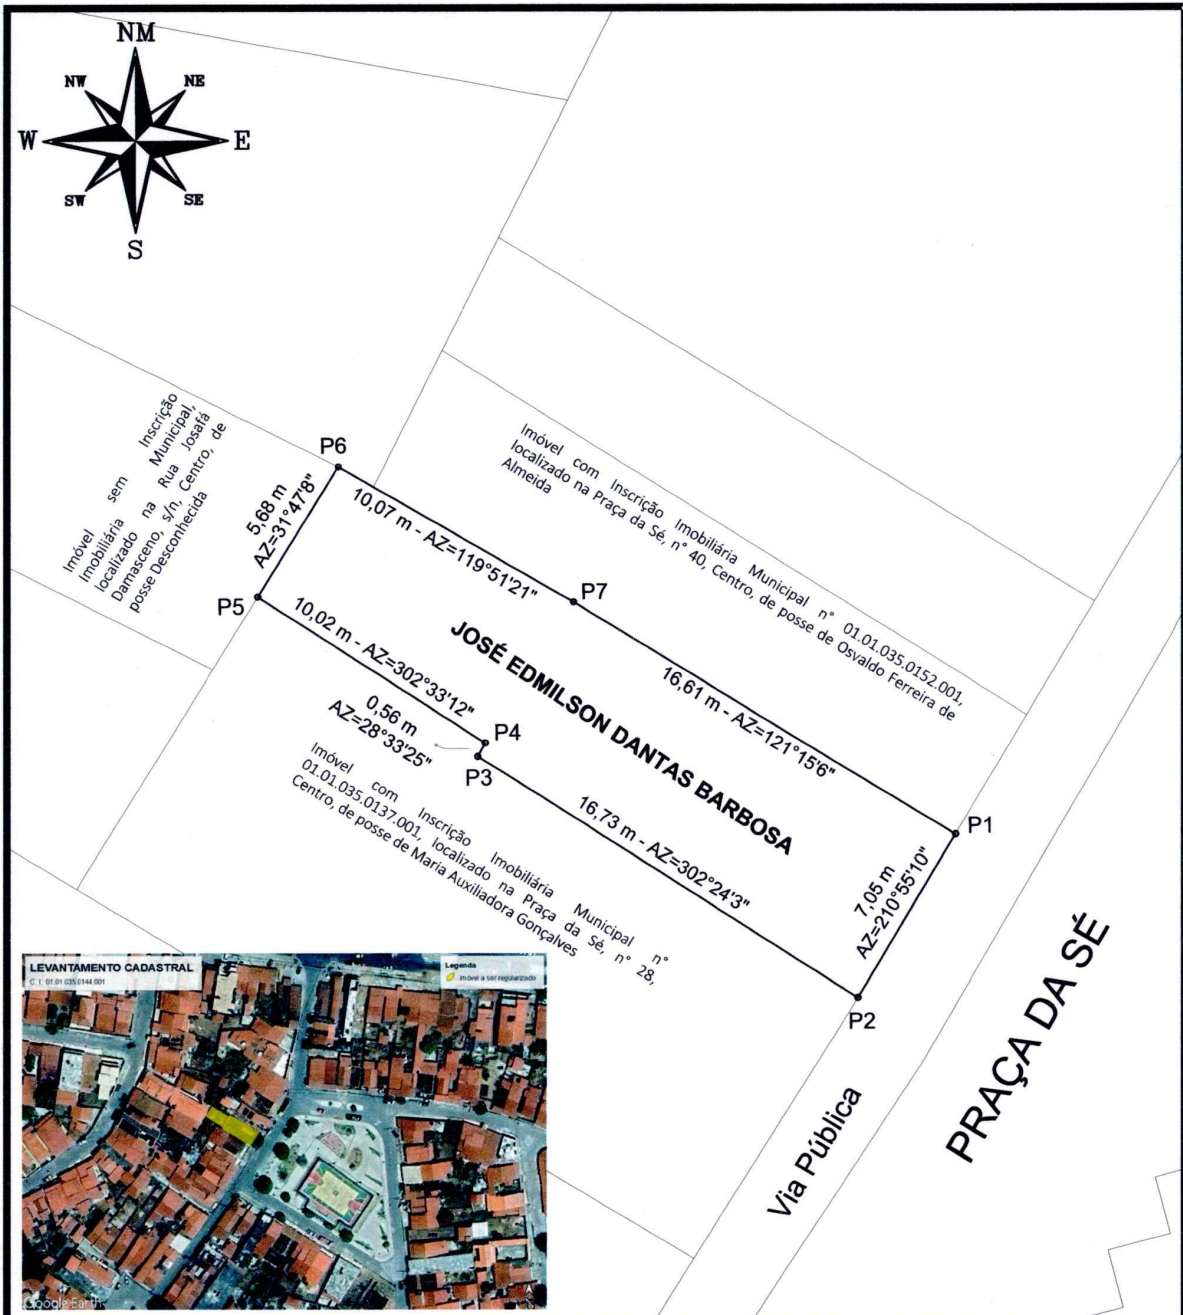 NM
NW
NE
W
E
SW
SE
S
Imóvel sem Inscrição
Imobiliária Municipal,
localizado na Rua Josafá
Damasceno, s/n, Centro, de
posse Desconhecida
P6
5,68 m
AZ=31°47'8"
10,07 m - AZ=119°51'21"
Imóvel com Inscrição Imobiliária Municipal n° 01.01.035.0152.001,
localizado na Praça da Sé, n° 40, Centro, de posse de Osvaldo Ferreira de
Almeida
P7
P5
10,02 m - AZ=302°33'12"
JOSÉ EDMILSON DANTAS BARBOSA
16,61 m - AZ=121°15'6"
0,56 m
AZ=28°33'25"
P4
P3
Imóvel com Inscrição Imobiliária Municipal n°
01.01.035.0137.001, localizado na Praça da Sé, n° 28,
Centro, de posse de Maria Auxiliadora Gonçalves
16,73 m - AZ=302°24'3"
P1
7,05 m
AZ=210°55'10"
P2
PRAÇA DA SÉ
Via Pública
LEVANTAMENTO CADASTRAL
C. I.: 01.01.035.0144.001
Legenda
Imóvel a ser regularizado
Google Earth
N